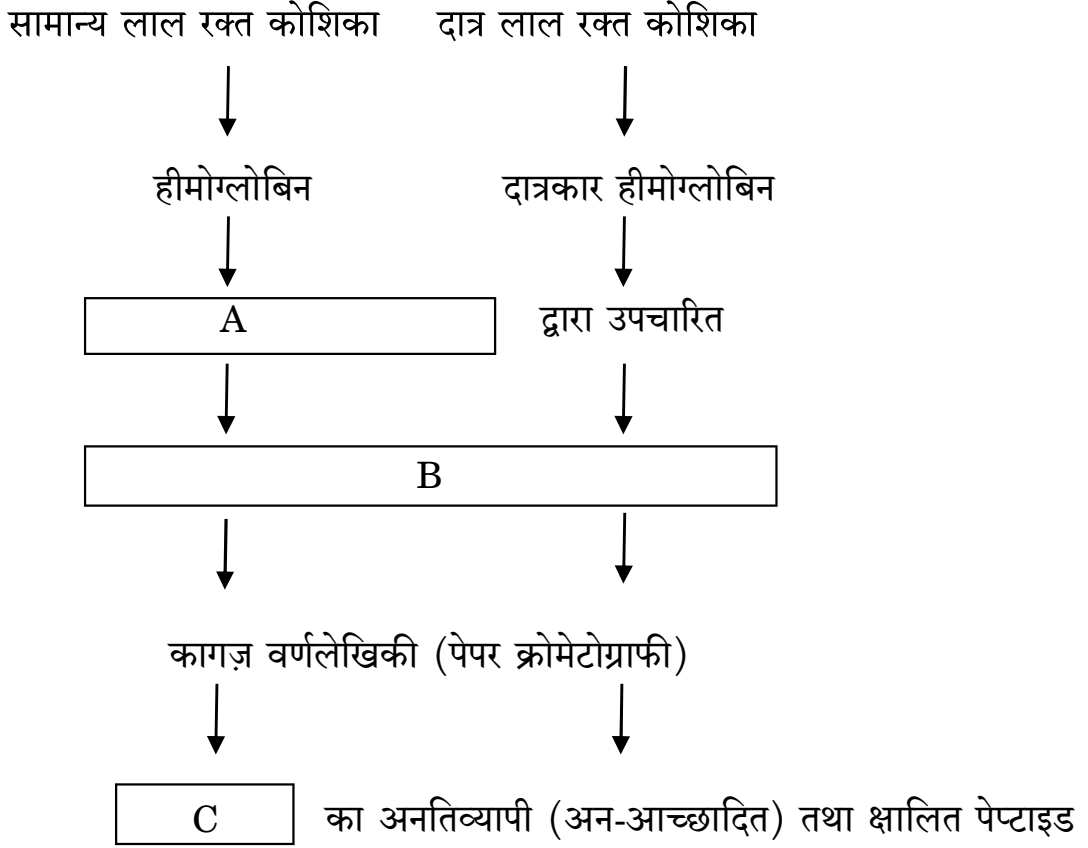 सामान्य लाल रक्त कोशिका दात्र लाल रक्त कोशिका
हीमोग्लोबिन दात्रकार हीमोग्लोबिन
A द्वारा उपचारित
B
कागज़ वर्णलेखिकी (पेपर क्रोमेटोग्राफी)
C का अनतिव्यापी (अन-आच्छादित) तथा क्षालित पेप्टाइड